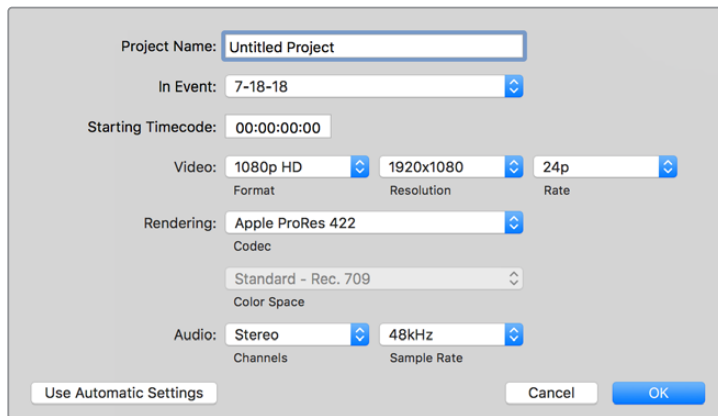 Project Name: Untitled Project
In Event: 7-18-18
Starting Timecode: 00:00:00:00
Video: 1080p HD 1920x1080 24p
Format Resolution Rate
Rendering: Apple ProRes 422
Codec
Standard - Rec. 709
Color Space
Audio: Stereo 48kHz
Channels Sample Rate
Use Automatic Settings Cancel OK